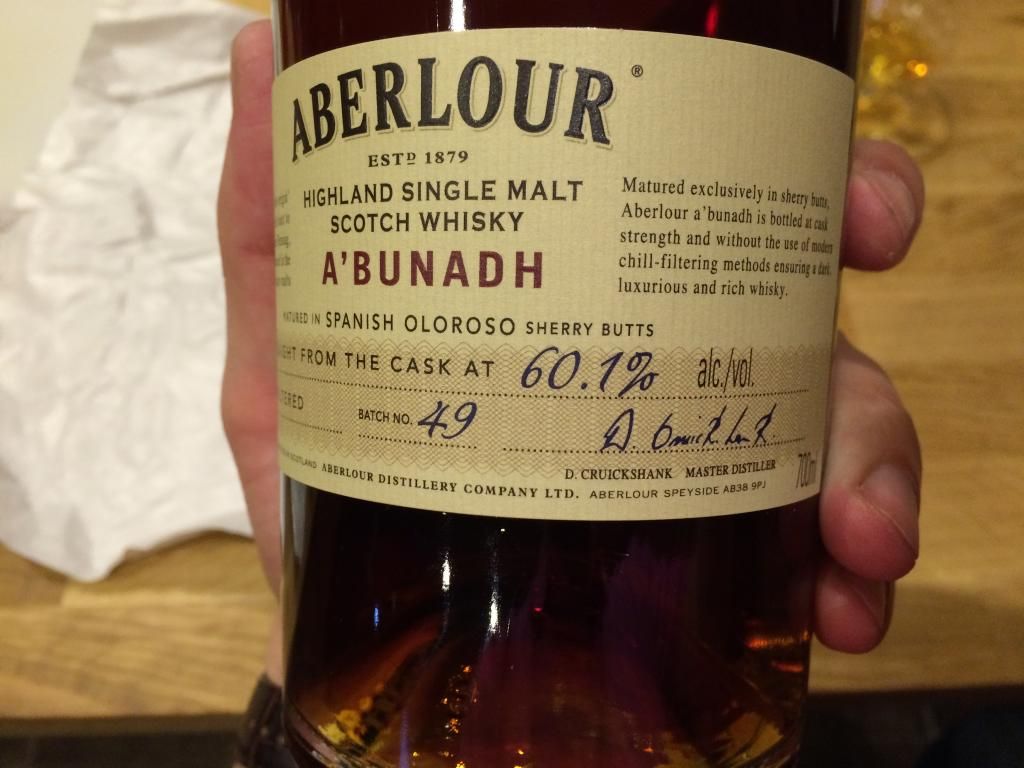 ABERLOUR ®
ESTD 1879
HIGHLAND SINGLE MALT
SCOTCH WHISKY
A'BUNADH
Matured exclusively in sherry butts,
Aberlour a'bunadh is bottled at cask
strength and without the use of modern
chill-filtering methods ensuring a dark,
luxurious and rich whisky.
MATURED IN SPANISH OLOROSO SHERRY BUTTS
FROM THE CASK AT 60.1% alc./vol.
BATCH NO. 49
D. Cruickshank
D. CRUICKSHANK MASTER DISTILLER
700ml
SCOTLAND ABERLOUR DISTILLERY COMPANY LTD. ABERLOUR SPEYSIDE AB38 9PJ